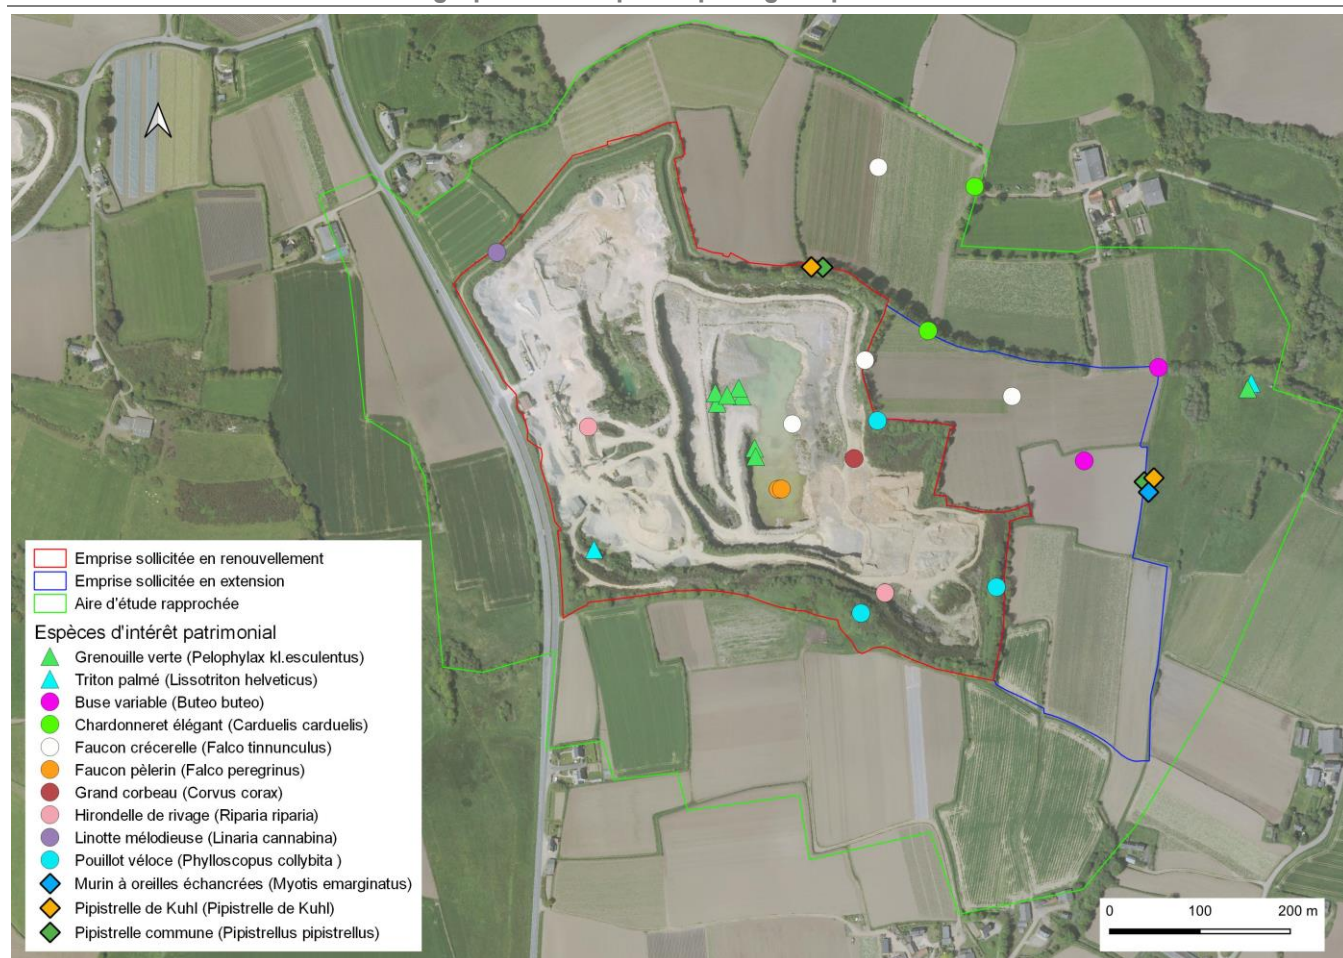 Emprise sollicitée en renouvellement
Emprise sollicitée en extension
Aire d'étude rapprochée
Espèces d'intérêt patrimonial
Grenouille verte (Pelophylax kl.esculentus)
Triton palmé (Lissotriton helveticus)
Buse variable (Buteo buteo)
Chardonneret élégant (Carduelis carduelis)
Faucon crécerelle (Falco tinnunculus)
Faucon pèlerin (Falco peregrinus)
Grand corbeau (Corvus corax)
Hirondelle de rivage (Riparia riparia)
Linotte mélodieuse (Linaria cannabina)
Pouillot véloce (Phylloscopus collybita )
Murin à oreilles échancrées (Myotis emarginatus)
Pipistrelle de Kuhl (Pipistrelle de Kuhl)
Pipistrelle commune (Pipistrellus pipistrellus)
0 100 200 m